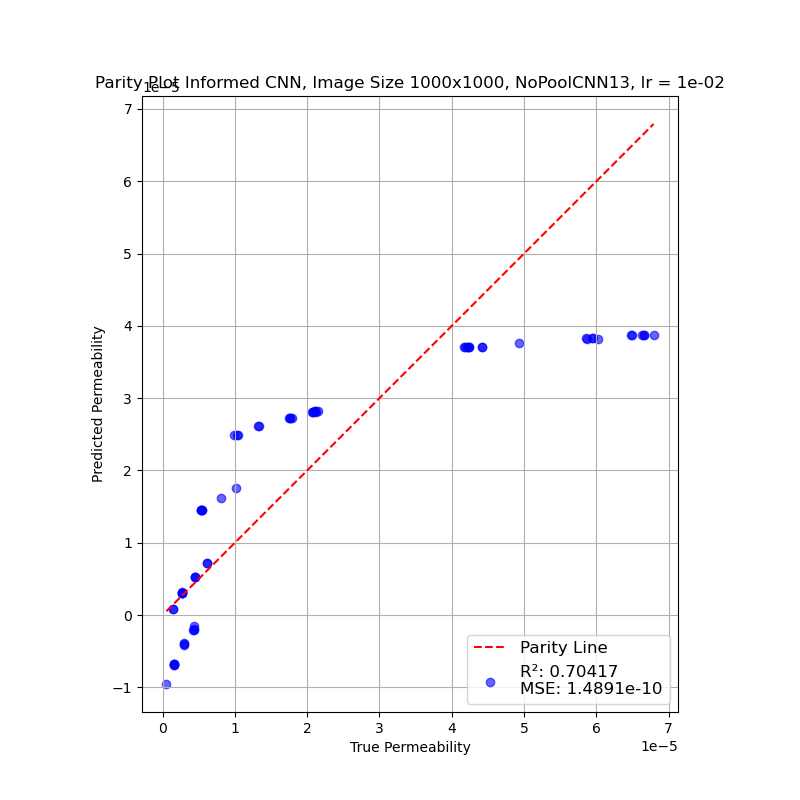 Parity Plot Informed CNN, Image Size 1000x1000, NoPoolCNN13, lr = 1e-02
1e−5
7
6
5
4
3
2
1
0
−1
Predicted Permeability
Parity Line
R²: 0.70417
MSE: 1.4891e-10
0 1 2 3 4 5 6 7
True Permeability
1e−5